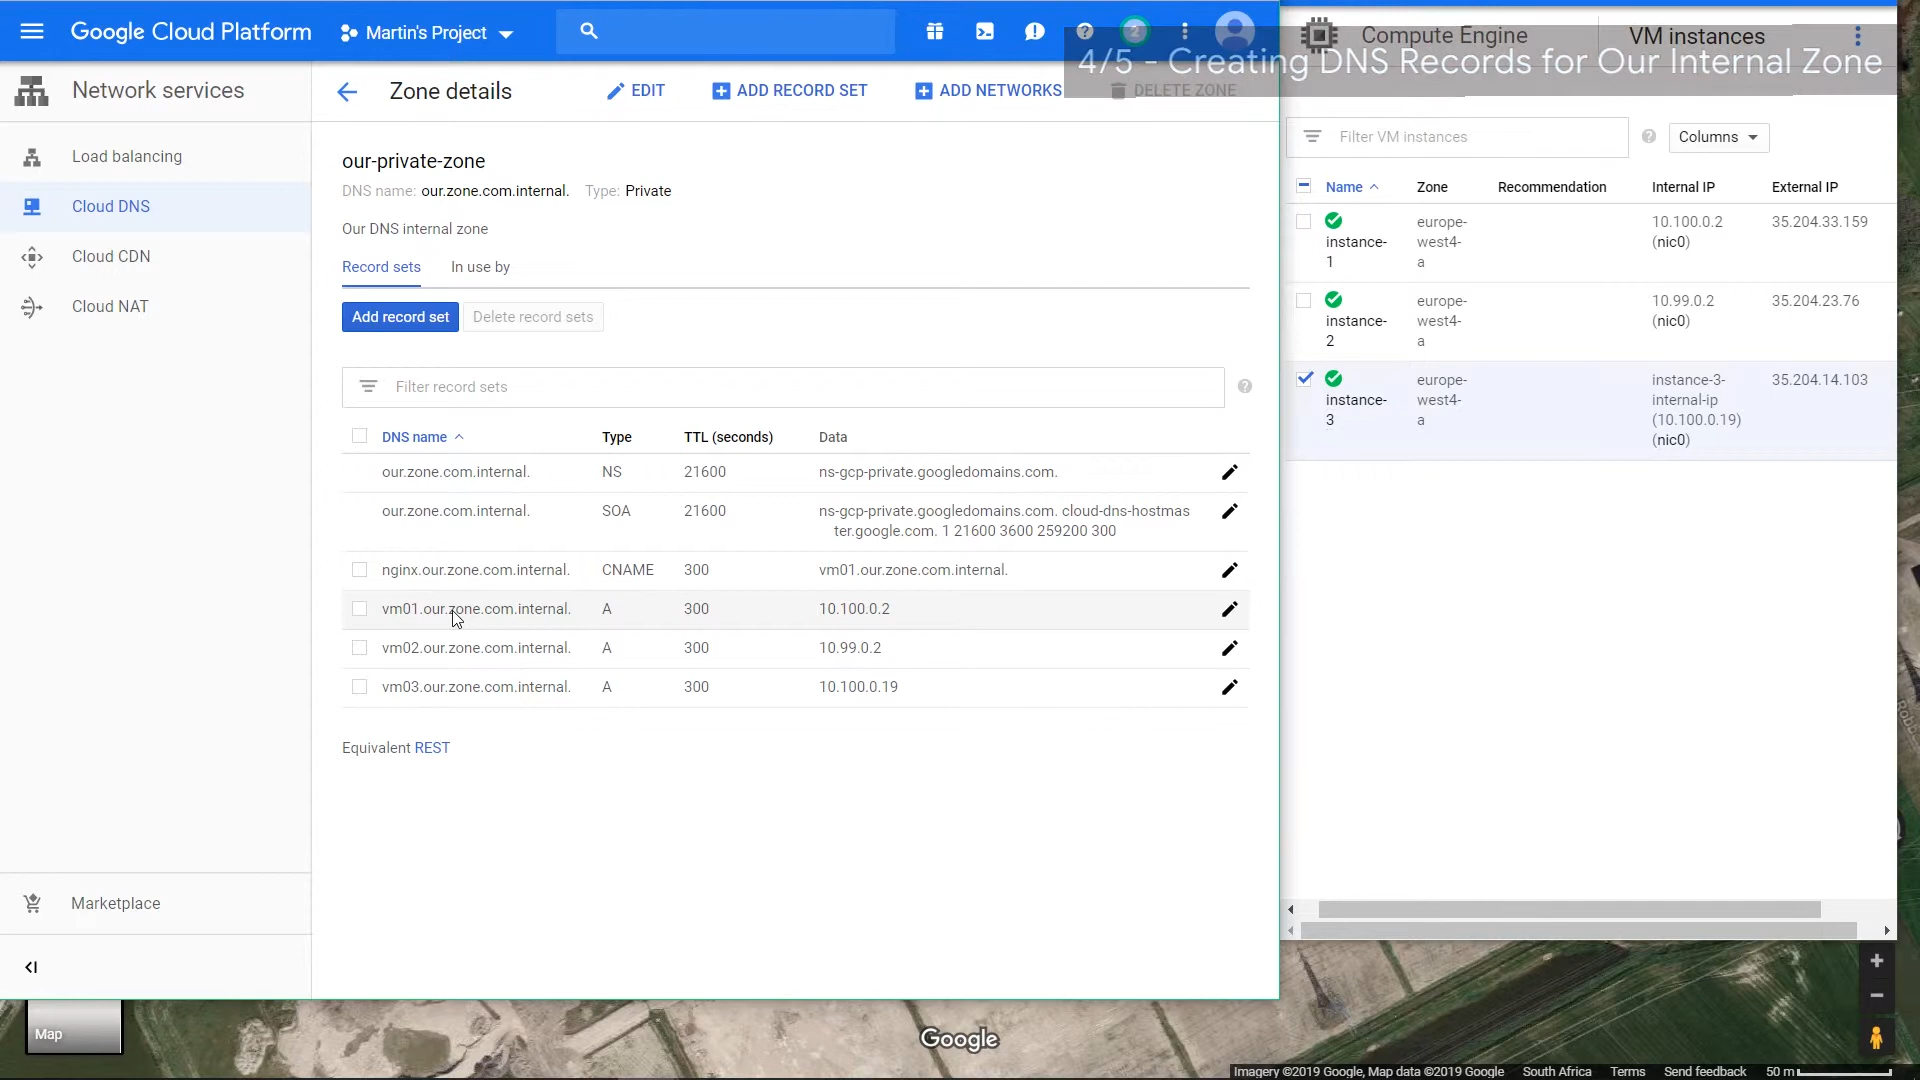 Google Cloud Platform
Martin's Project
2
Compute Engine
VM instances
4/5 - Creating DNS Records for Our Internal Zone
Network services
Zone details
EDIT
ADD RECORD SET
ADD NETWORKS
DELETE ZONE
Load balancing
Cloud DNS
Cloud CDN
Cloud NAT
Marketplace
our-private-zone
DNS name: our.zone.com.internal. Type: Private
Our DNS internal zone
Record sets In use by
Add record set Delete record sets
Filter record sets
DNS name Type TTL (seconds) Data
our.zone.com.internal. NS 21600 ns-gcp-private.googledomains.com.
our.zone.com.internal. SOA 21600 ns-gcp-private.googledomains.com. cloud-dns-hostmas
ter.google.com. 1 21600 3600 259200 300
nginx.our.zone.com.internal. CNAME 300 vm01.our.zone.com.internal.
vm01.our.zone.com.internal. A 300 10.100.0.2
vm02.our.zone.com.internal. A 300 10.99.0.2
vm03.our.zone.com.internal. A 300 10.100.0.19
Equivalent REST
Filter VM instances
Columns
Name Zone Recommendation Internal IP External IP
europe- 10.100.0.2 35.204.33.159
instance- west4- (nic0)
1 a
europe- 10.99.0.2 35.204.23.76
instance- west4- (nic0)
2 a
europe- instance-3- 35.204.14.103
instance- west4- internal-ip
3 a (10.100.0.19)
(nic0)
Map
Google
Imagery ©2019 Google, Map data ©2019 Google South Africa Terms Send feedback 50 m